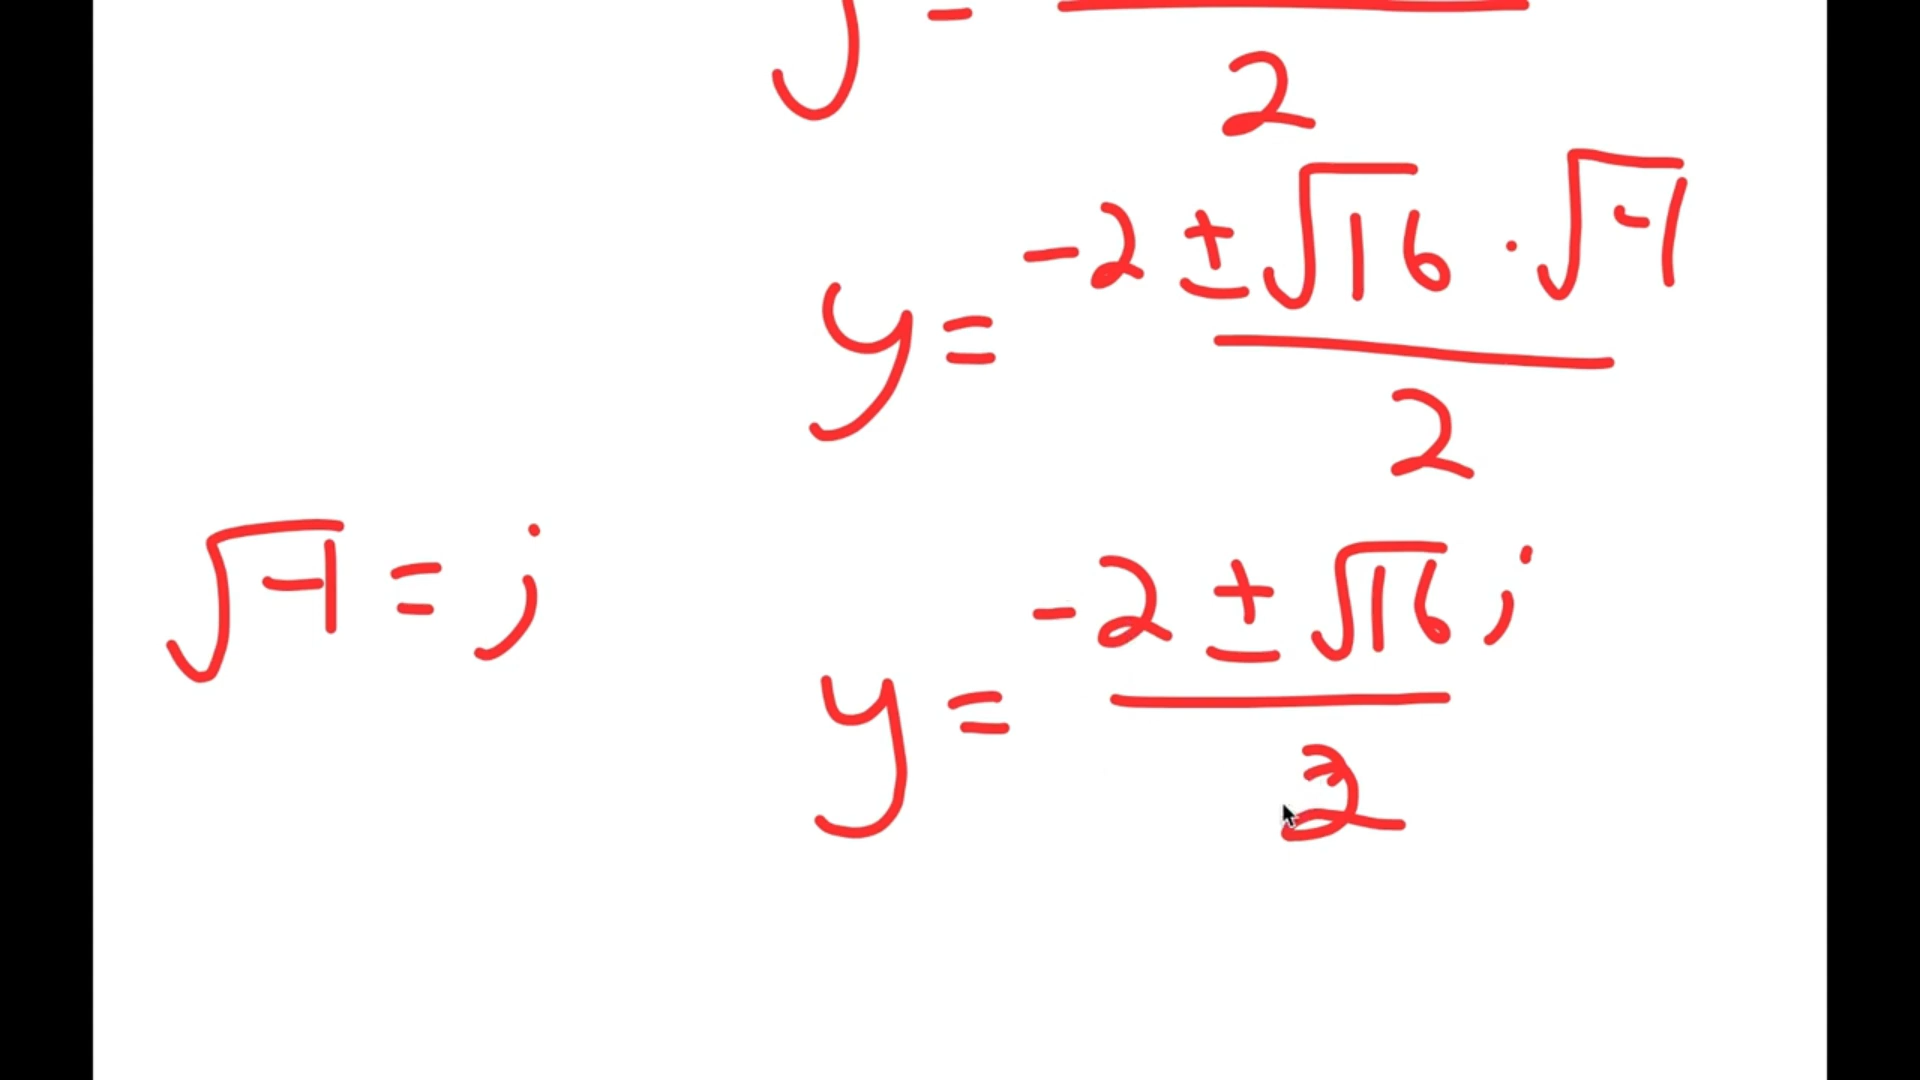 2
y = (-2 ± √16 · √-1) / 2
√-1 = j
y = (-2 ± √16 j) / 2